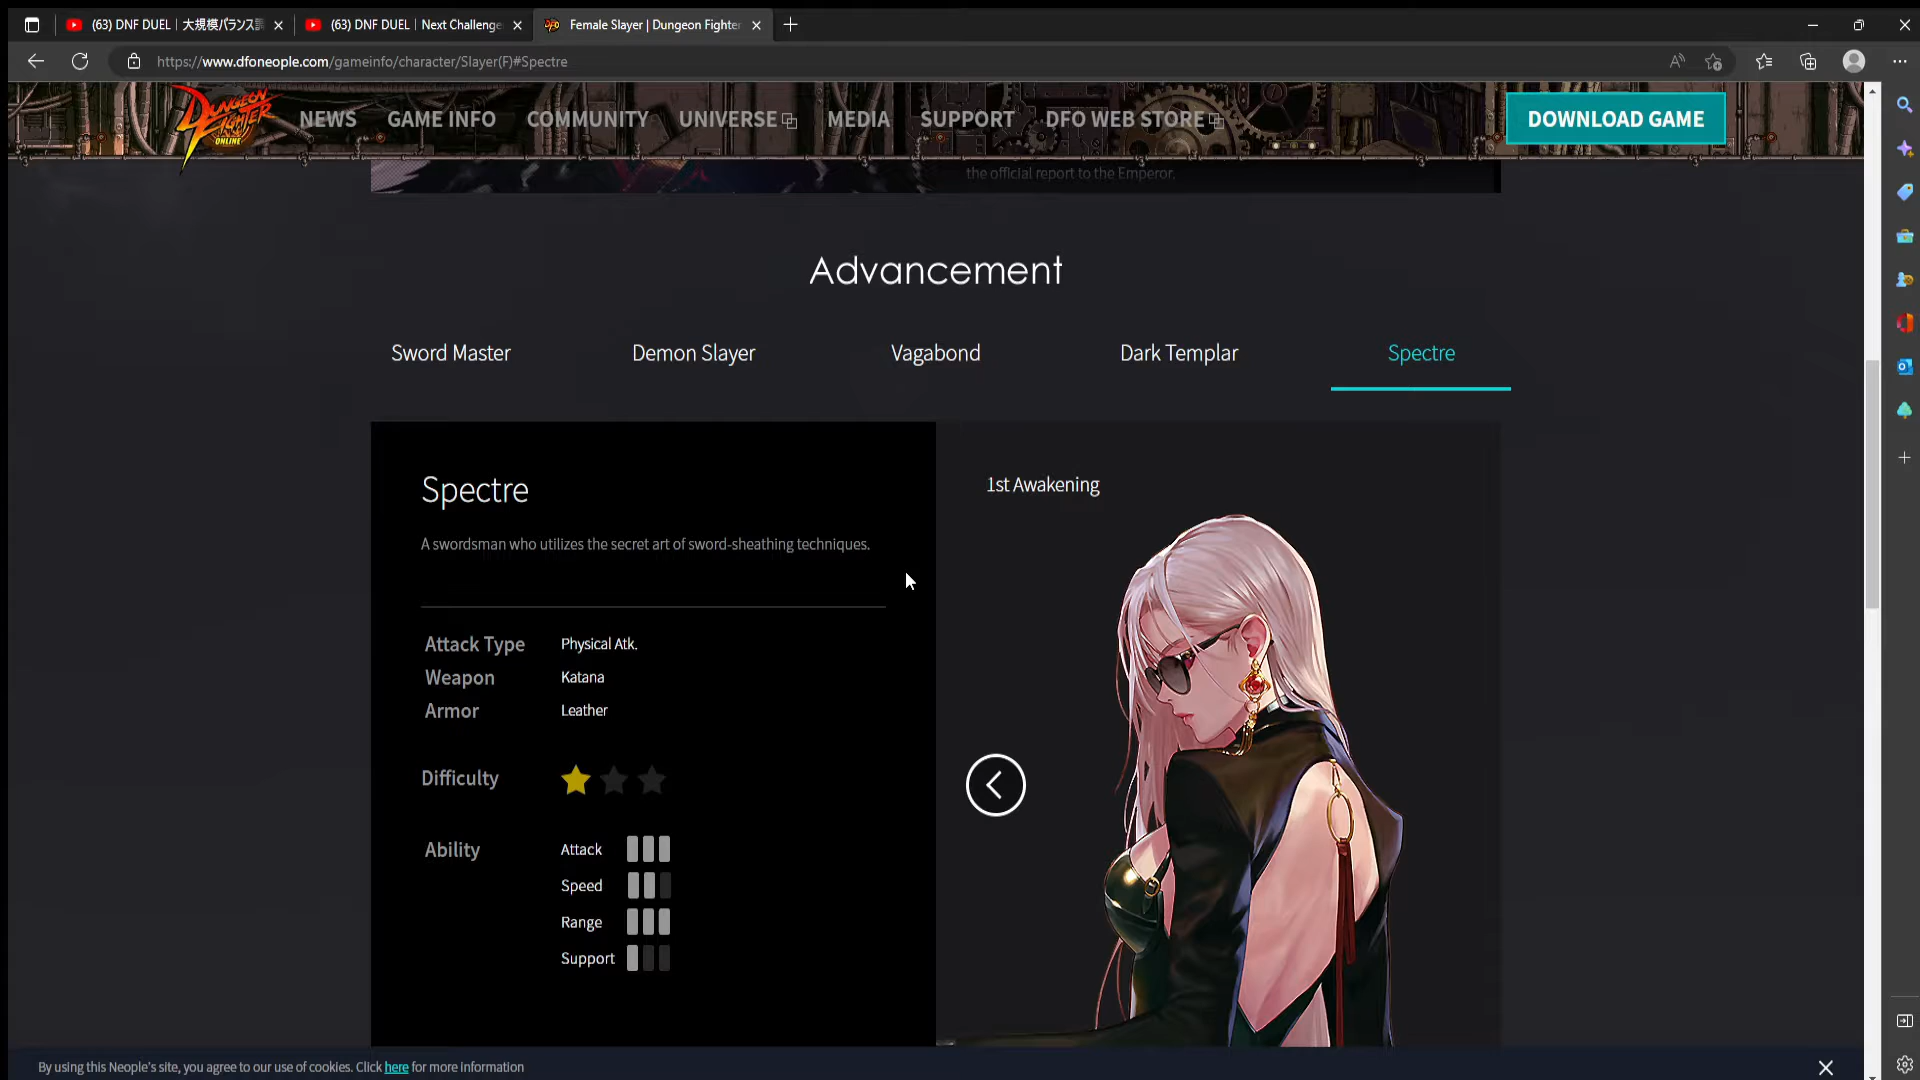 (63) DNF DUEL | 大規模バランス調
(63) DNF DUEL | Next Challenge
Female Slayer | Dungeon Fighter
https://www.dfoneople.com/gameinfo/character/Slayer(F)#Spectre
DUNGEON FIGHTER ONLINE
NEWS
GAME INFO
COMMUNITY
UNIVERSE
MEDIA
SUPPORT
DFO WEB STORE
DOWNLOAD GAME
the official report to the Emperor.
Advancement
Sword Master
Demon Slayer
Vagabond
Dark Templar
Spectre
Spectre
A swordsman who utilizes the secret art of sword-sheathing techniques.
Attack Type Physical Atk.
Weapon Katana
Armor Leather
Difficulty
Ability Attack
Speed
Range
Support
1st Awakening
By using this Neople's site, you agree to our use of cookies. Click here for more information